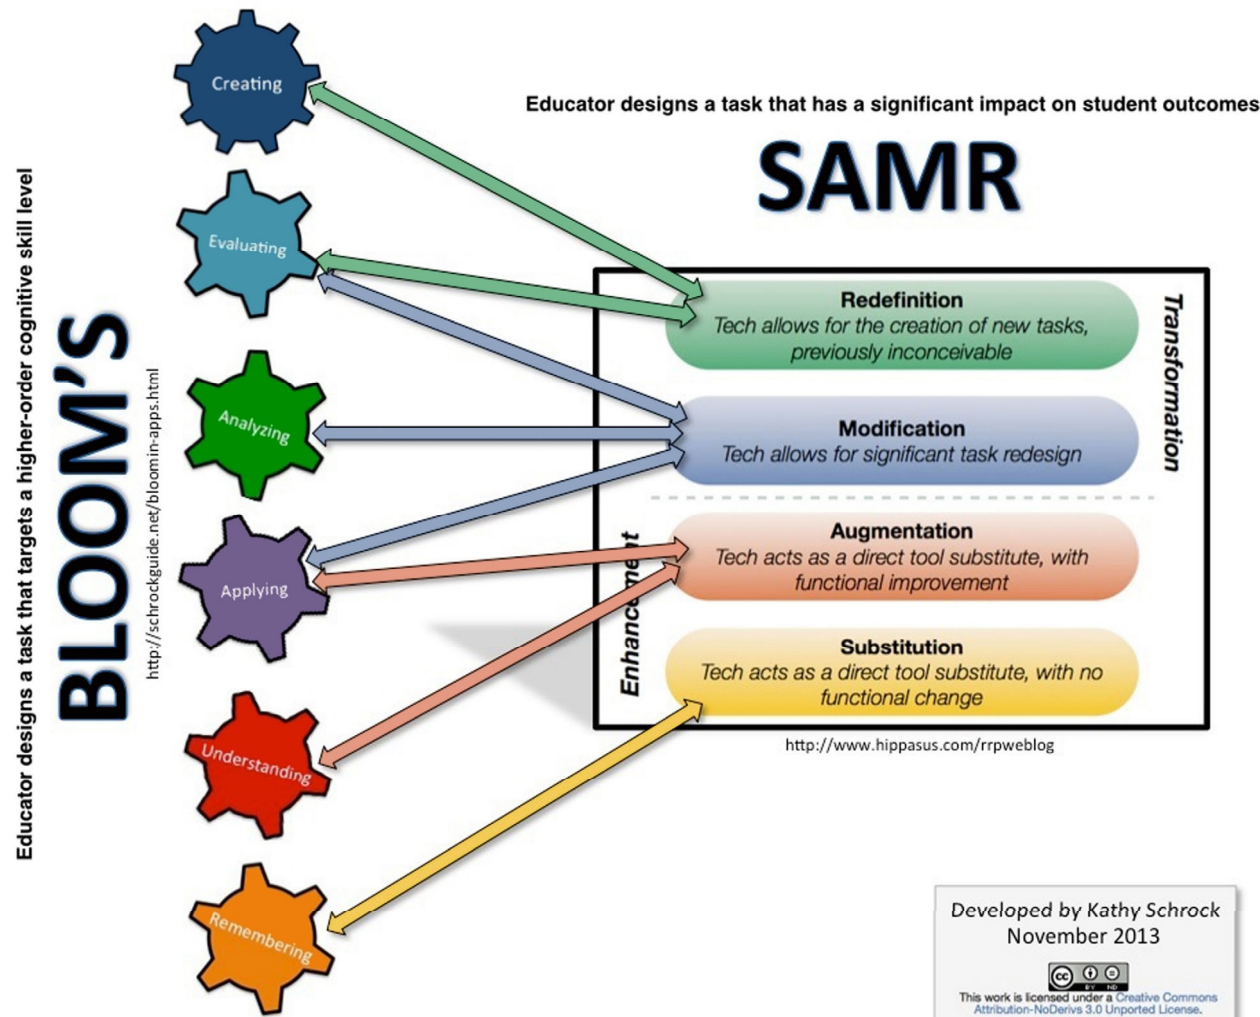 Educator designs a task that targets a higher-order cognitive skill level
BLOOM'S
http://schrockguide.net/bloomin-apps.html
Creating
Evaluating
Analyzing
Applying
Understanding
Remembering
Educator designs a task that has a significant impact on student outcomes
SAMR
Redefinition
Tech allows for the creation of new tasks,
previously inconceivable
Modification
Tech allows for significant task redesign
Transformation
Augmentation
Tech acts as a direct tool substitute, with
functional improvement
Substitution
Tech acts as a direct tool substitute, with no
functional change
Enhancement
http://www.hippasus.com/rrpweblog
Developed by Kathy Schrock
November 2013
cc
BY ND
This work is licensed under a Creative Commons
Attribution-NoDerivs 3.0 Unported License.